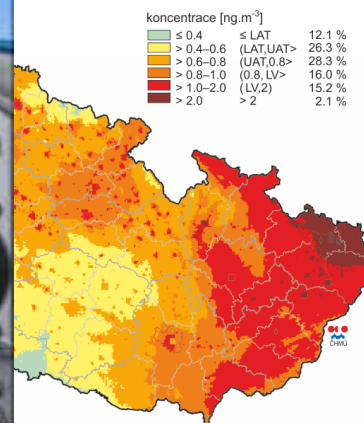 koncentrace [ng.m-3]
≤ 0.4 ≤ LAT 12.1 %
> 0.4–0.6 (LAT,UAT> 26.3 %
> 0.6–0.8 (UAT,0.8> 28.3 %
> 0.8–1.0 (0.8, LV> 16.0 %
> 1.0–2.0 (LV,2) 15.2 %
> 2.0 > 2 2.1 %
ČHMÚ